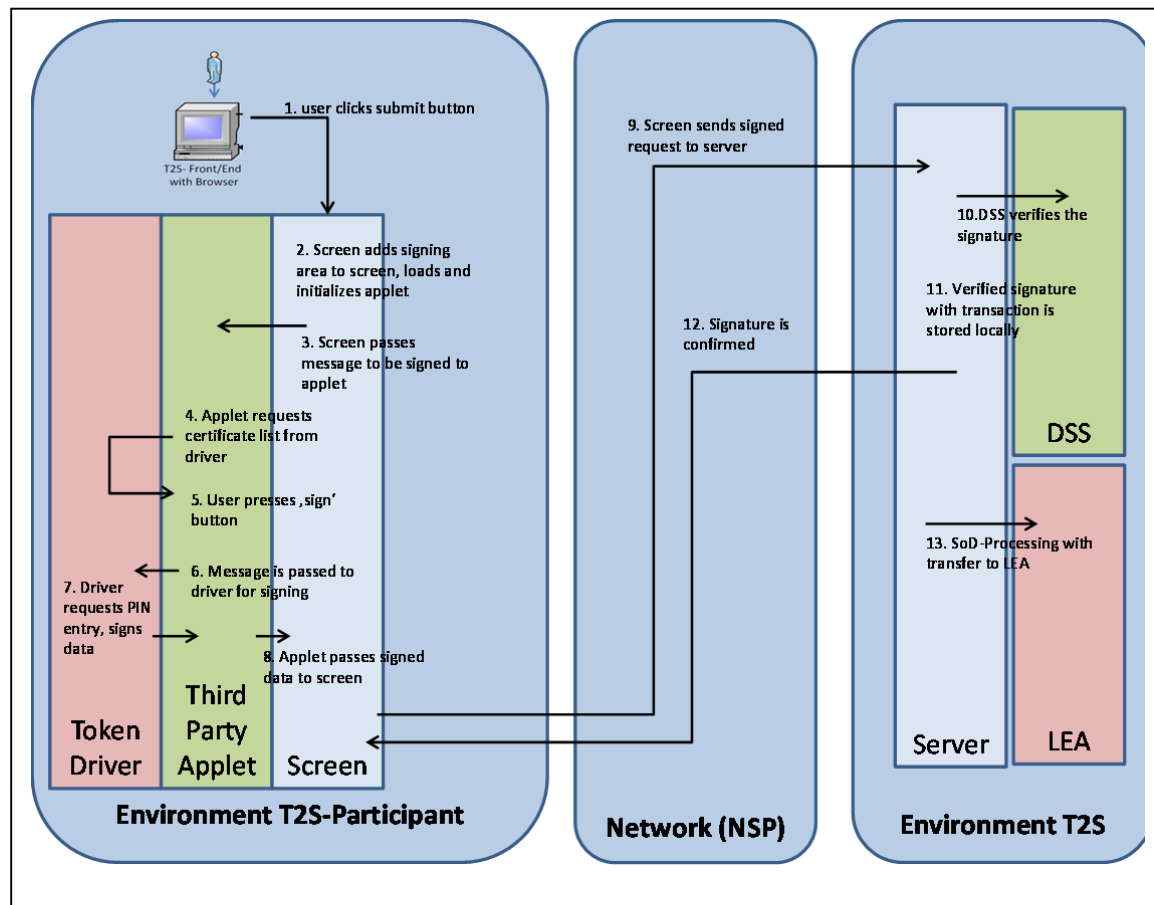 1. user clicks submit button
T2S- Front/End
with Browser
2. Screen adds signing
area to screen, loads and
initializes applet
3. Screen passes
message to be signed to
applet
4. Applet requests
certificate list from
driver
5. User presses ‚sign‘
button
6. Message is passed to
driver for signing
7. Driver
requests PIN
entry, signs
data
8. Applet passes signed
data to screen
Token
Driver
Third
Party
Applet
Screen
Environment T2S-Participant
9. Screen sends signed
request to server
12. Signature is
confirmed
Network (NSP)
10.DSS verifies the
signature
11. Verified signature
with transaction is
stored locally
DSS
13. SoD-Processing with
transfer to LEA
Server
LEA
Environment T2S